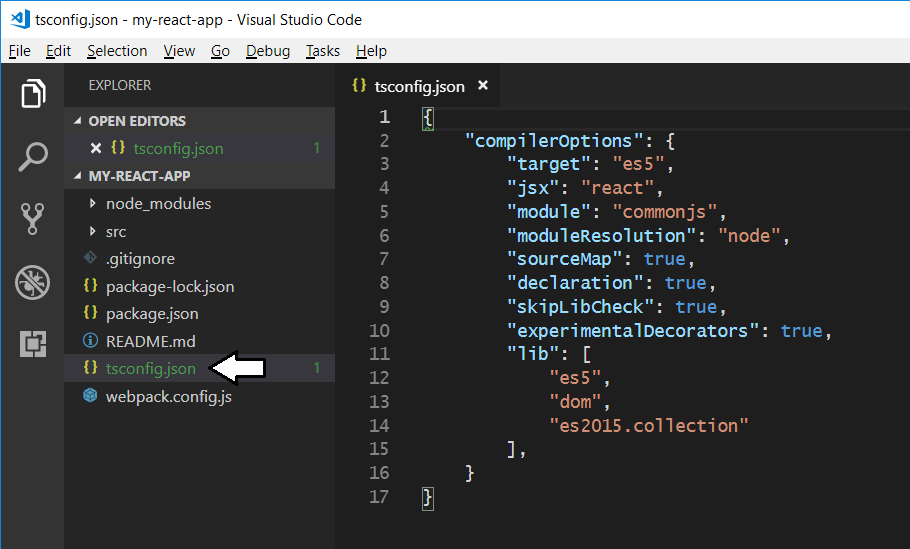 tsconfig.json - my-react-app - Visual Studio Code
File Edit Selection View Go Debug Tasks Help
EXPLORER
OPEN EDITORS
tsconfig.json 1
MY-REACT-APP
node_modules
src
.gitignore
package-lock.json
package.json
README.md
tsconfig.json 1
webpack.config.js
tsconfig.json
1 {
2 "compilerOptions": {
3 "target": "es5",
4 "jsx": "react",
5 "module": "commonjs",
6 "moduleResolution": "node",
7 "sourceMap": true,
8 "declaration": true,
9 "skipLibCheck": true,
10 "experimentalDecorators": true,
11 "lib": [
12 "es5",
13 "dom",
14 "es2015.collection"
15 ],
16 }
17 }